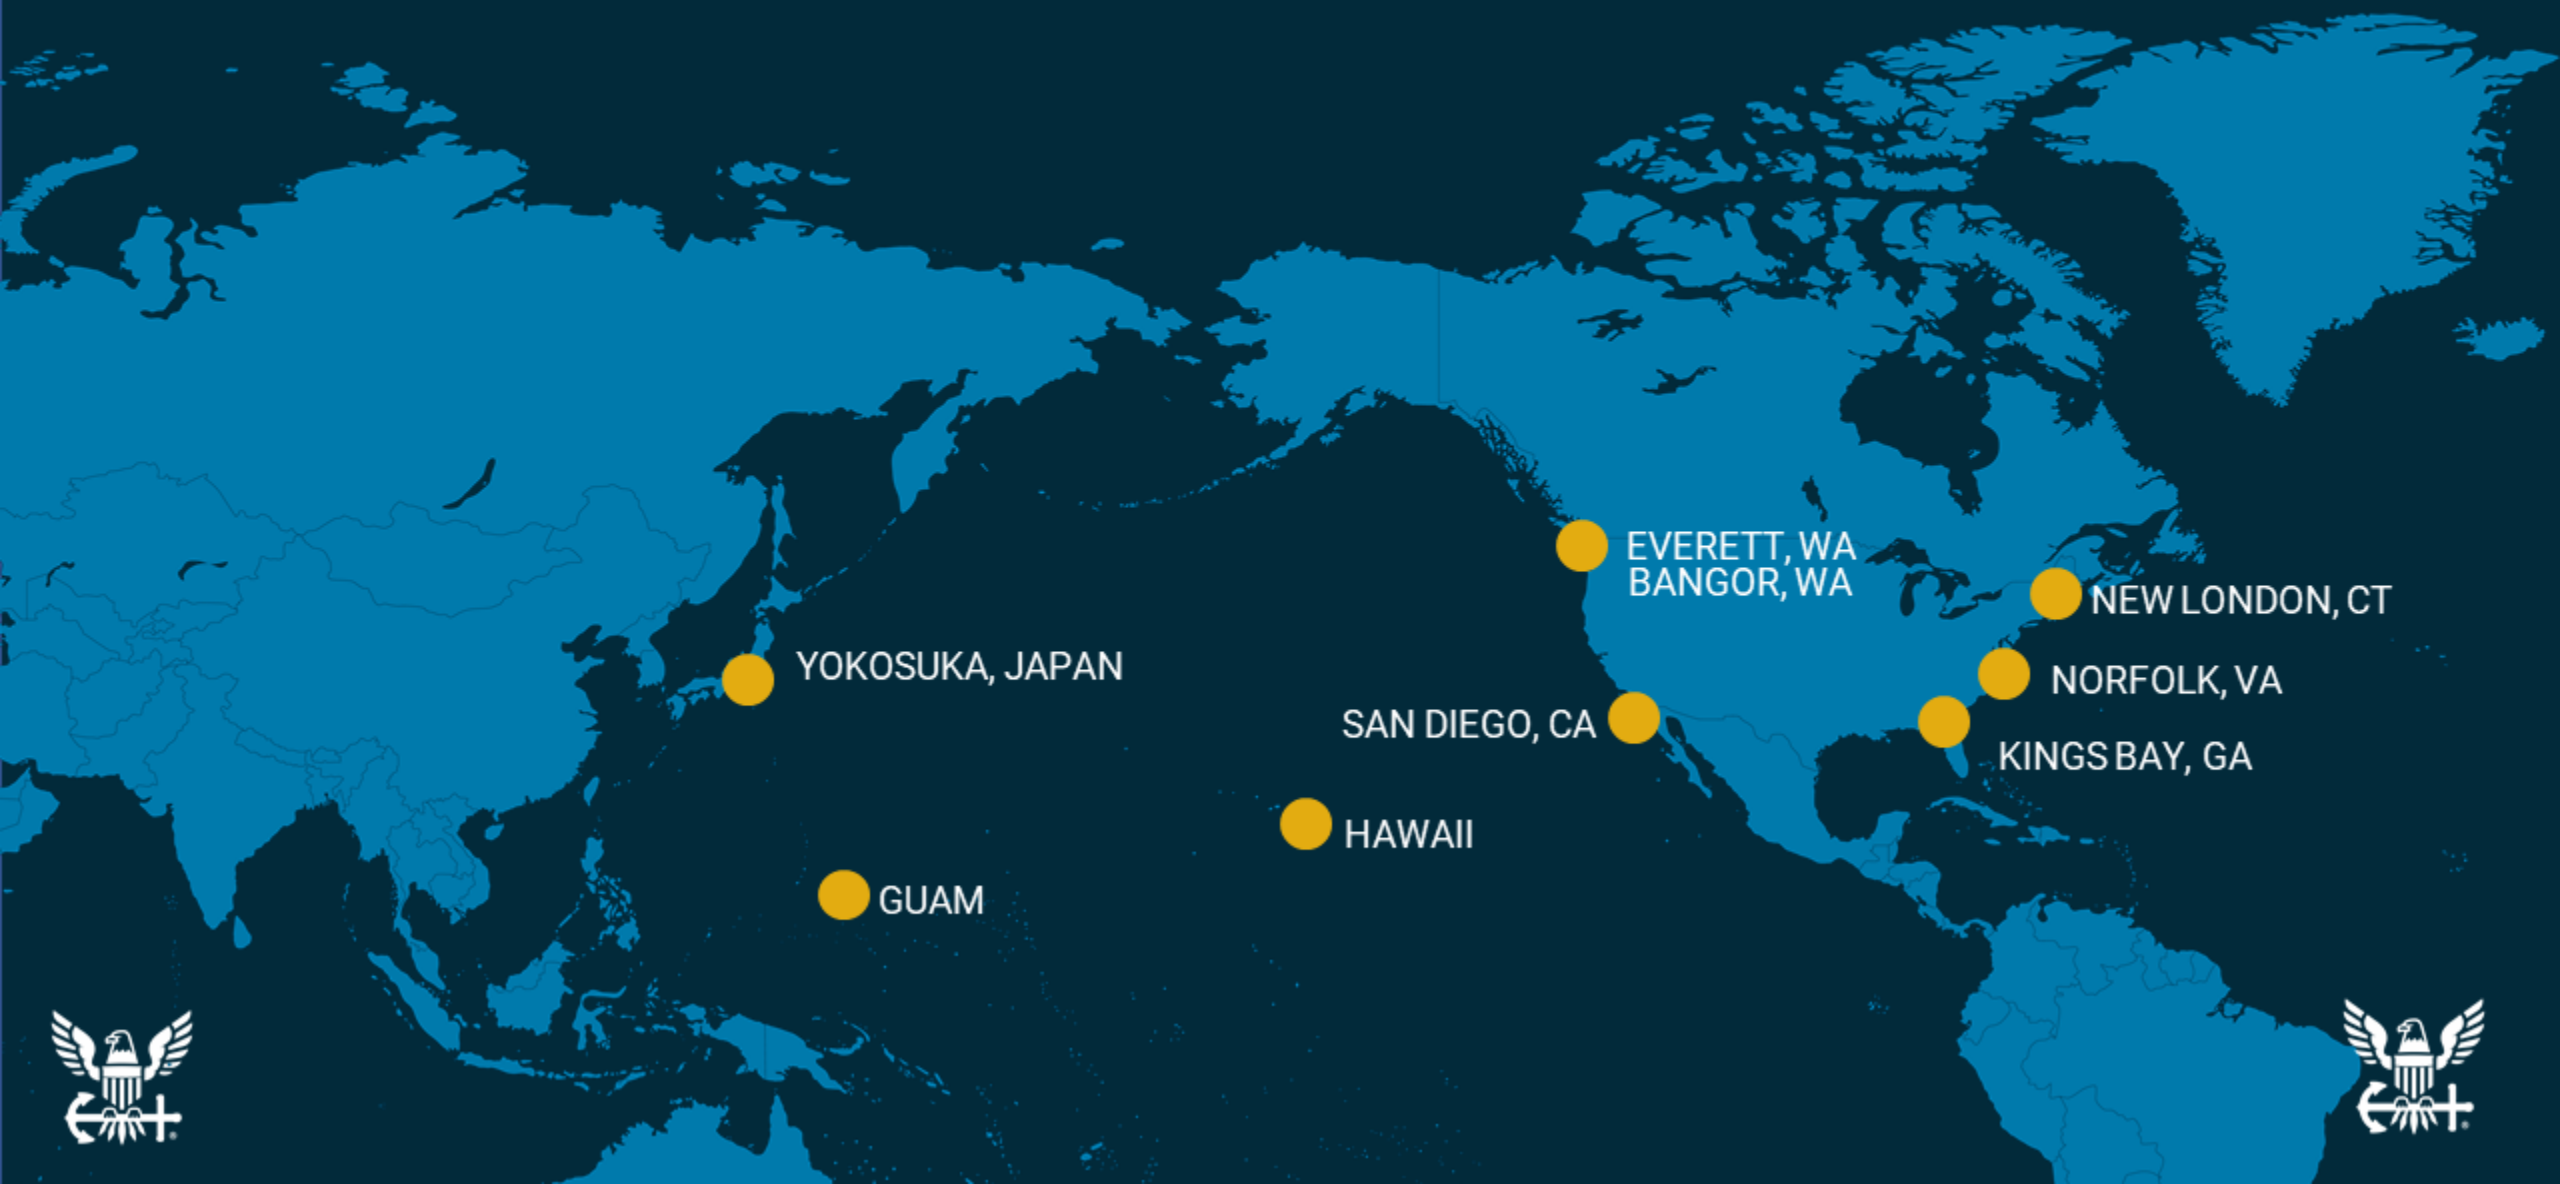 EVERETT, WA
BANGOR, WA
NEW LONDON, CT
YOKOSUKA, JAPAN
NORFOLK, VA
SAN DIEGO, CA
KINGS BAY, GA
HAWAII
GUAM